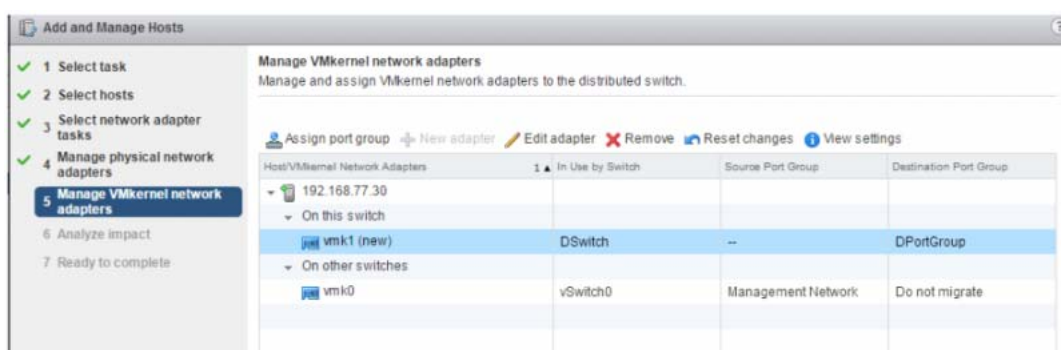 Add and Manage Hosts
1 Select task
2 Select hosts
3 Select network adapter
tasks
4 Manage physical network
adapters
5 Manage VMkernel network
adapters
6 Analyze impact
7 Ready to complete
Manage VMkernel network adapters
Manage and assign VMkernel network adapters to the distributed switch.
Assign port group New adapter Edit adapter Remove Reset changes View settings
Host/VMkernel Network Adapters 1 ▲ In Use by Switch Source Port Group Destination Port Group
192.168.77.30
On this switch
vmk1 (new) DSwitch -- DPortGroup
On other switches
vmk0 vSwitch0 Management Network Do not migrate